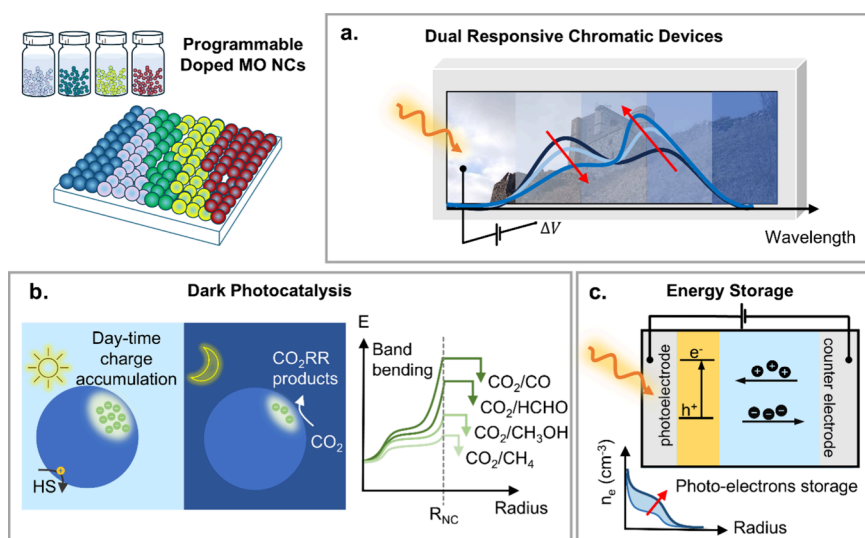 Programmable
Doped MO NCs
a.
Dual Responsive Chromatic Devices
ΔV
Wavelength
b.
Dark Photocatalysis
Day-time
charge
accumulation
HS
+
CO₂RR
products
CO₂
E
Band
bending
CO₂/CO
CO₂/HCHO
CO₂/CH₃OH
CO₂/CH₄
R_NC
Radius
c.
Energy Storage
photoelectrode
e⁻
h⁺
counter electrode
nₑ (cm⁻³)
Photo-electrons storage
Radius